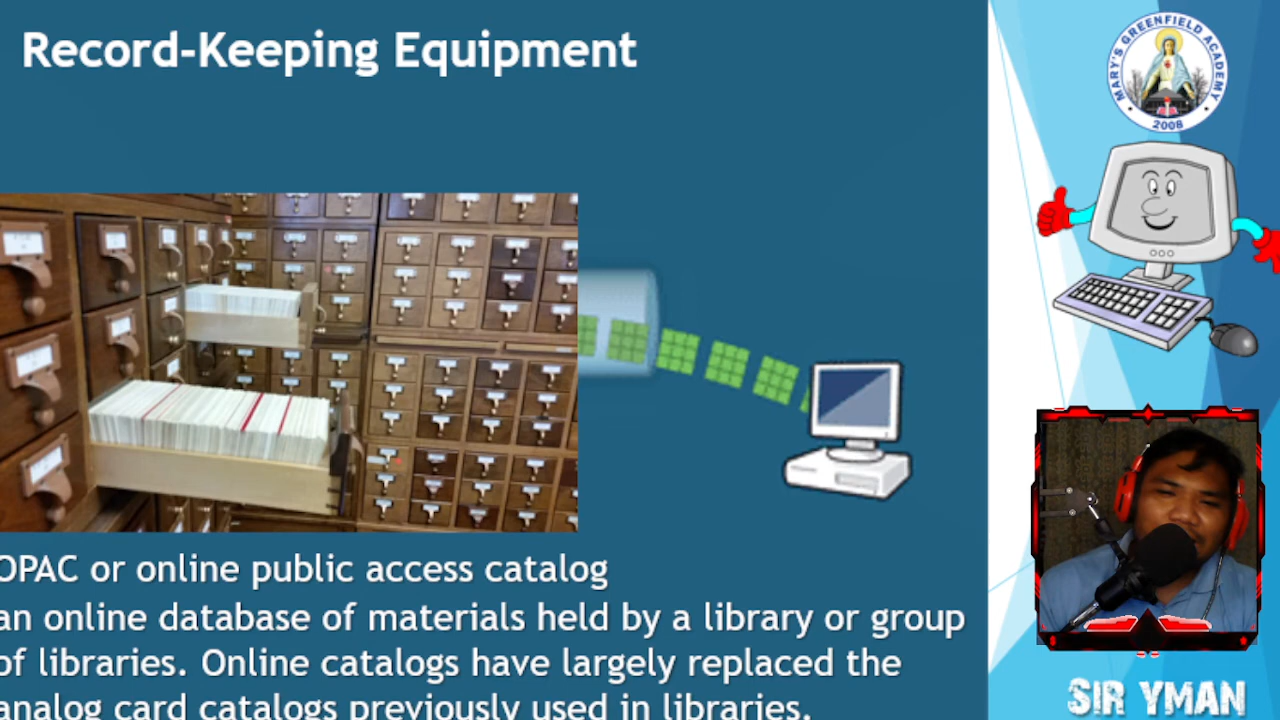 Record-Keeping Equipment
MARY'S GREENFIELD ACADEMY
2008
OPAC or online public access catalog
an online database of materials held by a library or group
of libraries. Online catalogs have largely replaced the
analog card catalogs previously used in libraries.
SIR YMAN